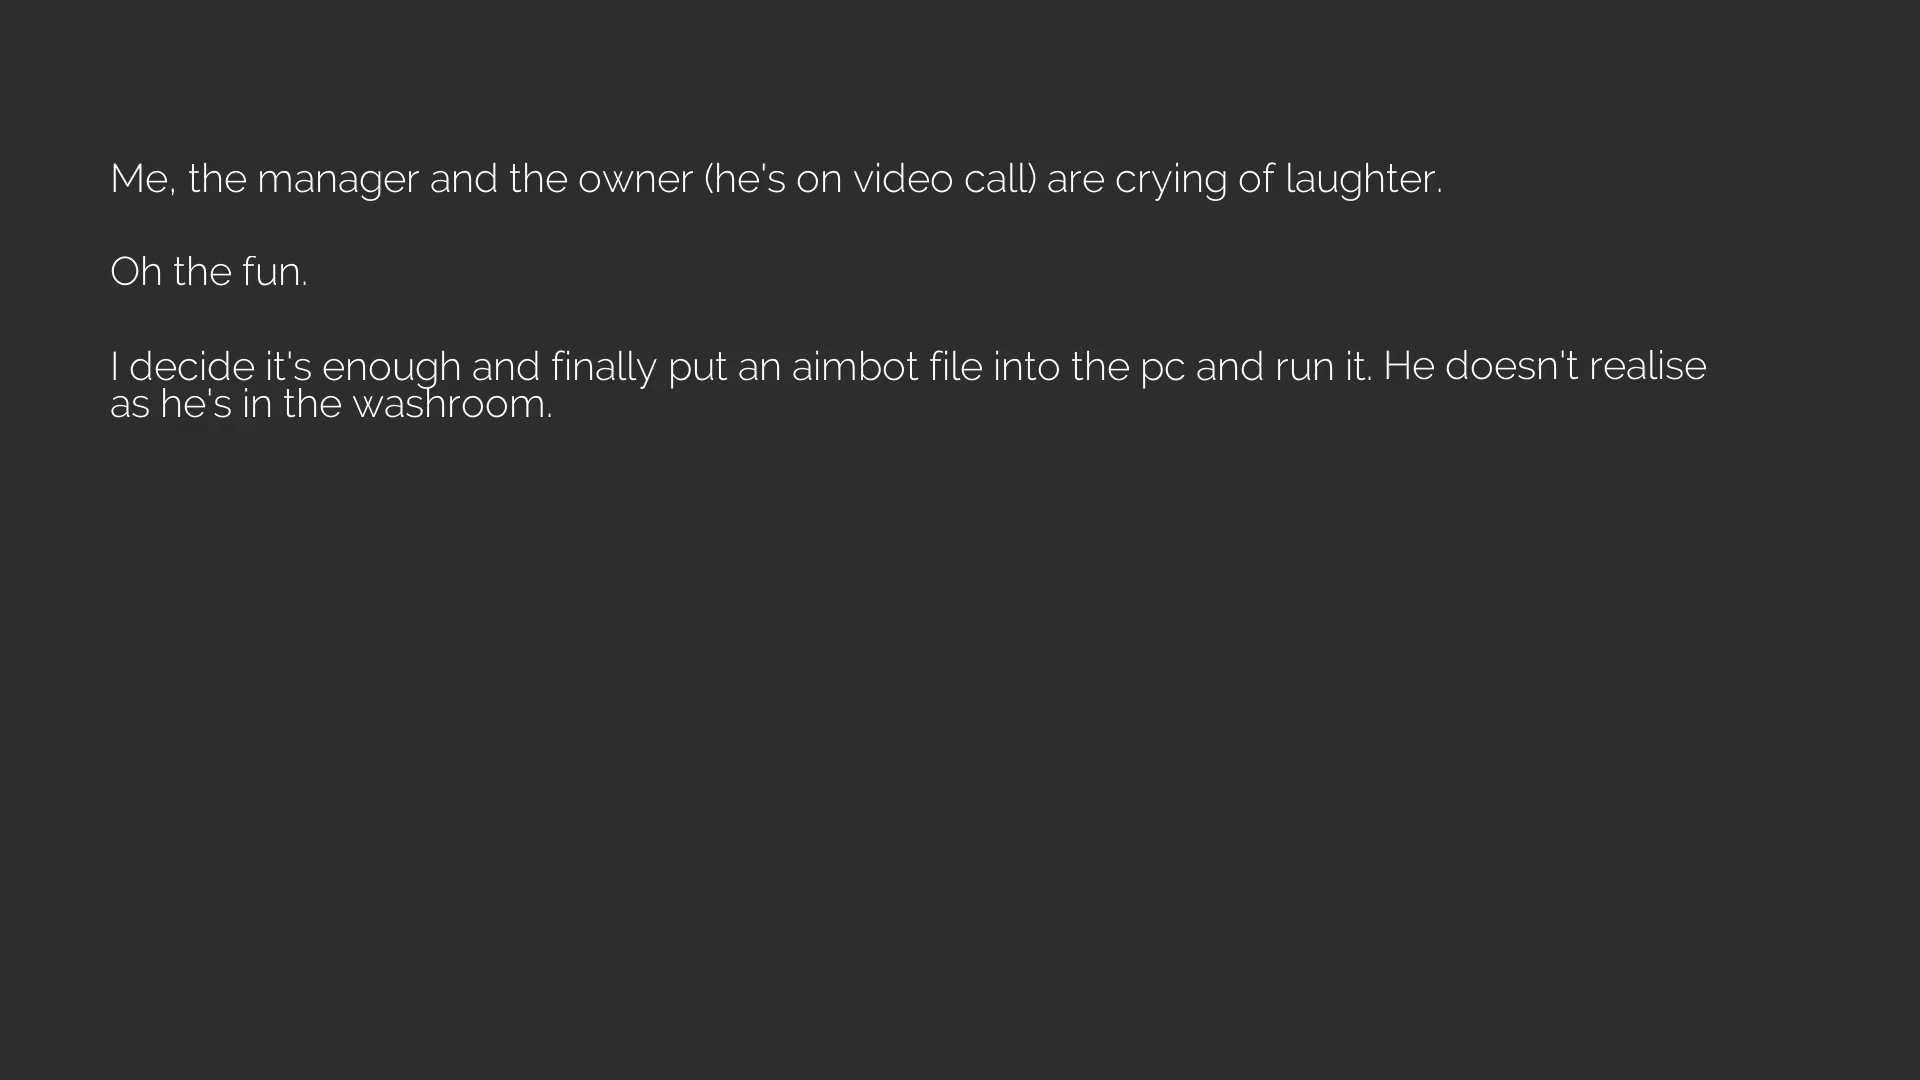 Me, the manager and the owner (he's on video call) are crying of laughter.
Oh the fun.
I decide it's enough and finally put an aimbot file into the pc and run it. He doesn't realise
as he's in the washroom.